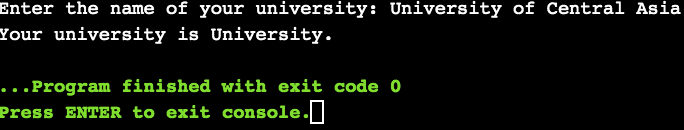 Enter the name of your university: University of Central Asia
Your university is University.
...Program finished with exit code 0
Press ENTER to exit console.